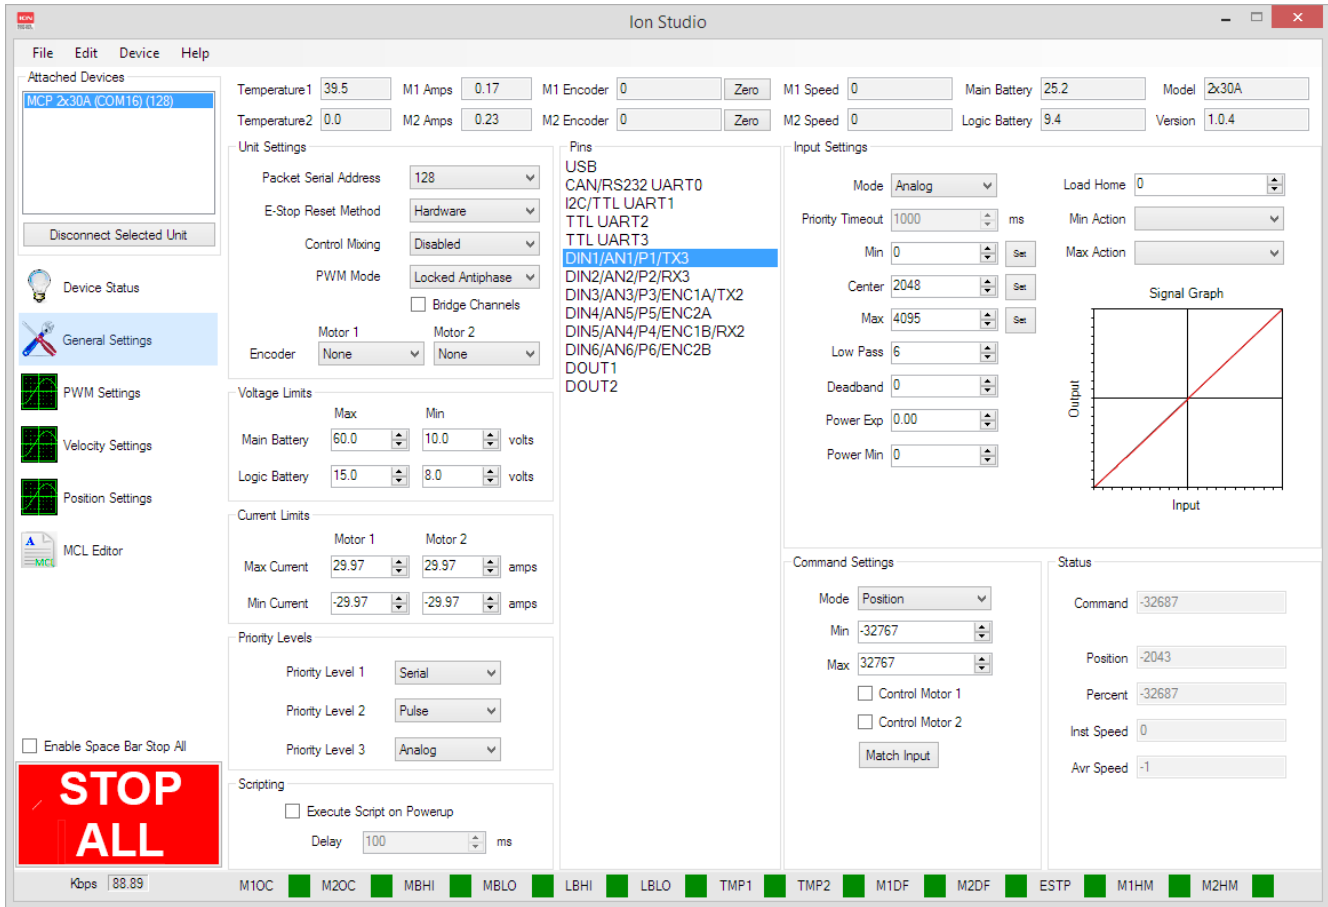 ION
Ion Studio
File Edit Device Help
Attached Devices
MCP 2x30A (COM16) (128)
Disconnect Selected Unit
Temperature1 39.5 M1 Amps 0.17 M1 Encoder 0 Zero M1 Speed 0 Main Battery 25.2 Model 2x30A
Temperature2 0.0 M2 Amps 0.23 M2 Encoder 0 Zero M2 Speed 0 Logic Battery 9.4 Version 1.0.4
Device Status
General Settings
PWM Settings
Velocity Settings
Position Settings
A
MCL
MCL Editor
Enable Space Bar Stop All
STOP
ALL
Kbps 88.89
Unit Settings
Packet Serial Address 128
E-Stop Reset Method Hardware
Control Mixing Disabled
PWM Mode Locked Antiphase
Bridge Channels
Motor 1 Motor 2
Encoder None None
Voltage Limits
Max Min
Main Battery 60.0 10.0 volts
Logic Battery 15.0 8.0 volts
Current Limits
Motor 1 Motor 2
Max Current 29.97 29.97 amps
Min Current -29.97 -29.97 amps
Priority Levels
Priority Level 1 Serial
Priority Level 2 Pulse
Priority Level 3 Analog
Scripting
Execute Script on Powerup
Delay 100 ms
Pins
USB
CAN/RS232 UART0
I2C/TTL UART1
TTL UART2
TTL UART3
DIN1/AN1/P1/TX3
DIN2/AN2/P2/RX3
DIN3/AN3/P3/ENC1A/TX2
DIN4/AN5/P5/ENC2A
DIN5/AN4/P4/ENC1B/RX2
DIN6/AN6/P6/ENC2B
DOUT1
DOUT2
Input Settings
Mode Analog Load Home 0
Priority Timeout 1000 ms Min Action
Min 0 Set Max Action
Center 2048 Set
Max 4095 Set
Low Pass 6
Deadband 0
Power Exp 0.00
Power Min 0
Signal Graph
Output
Input
Command Settings
Mode Position
Min -32767
Max 32767
Control Motor 1
Control Motor 2
Match Input
Status
Command -32687
Position -2043
Percent -32687
Inst Speed 0
Avr Speed -1
M1OC M2OC MBHI MBLO LBHI LBLO TMP1 TMP2 M1DF M2DF ESTP M1HM M2HM